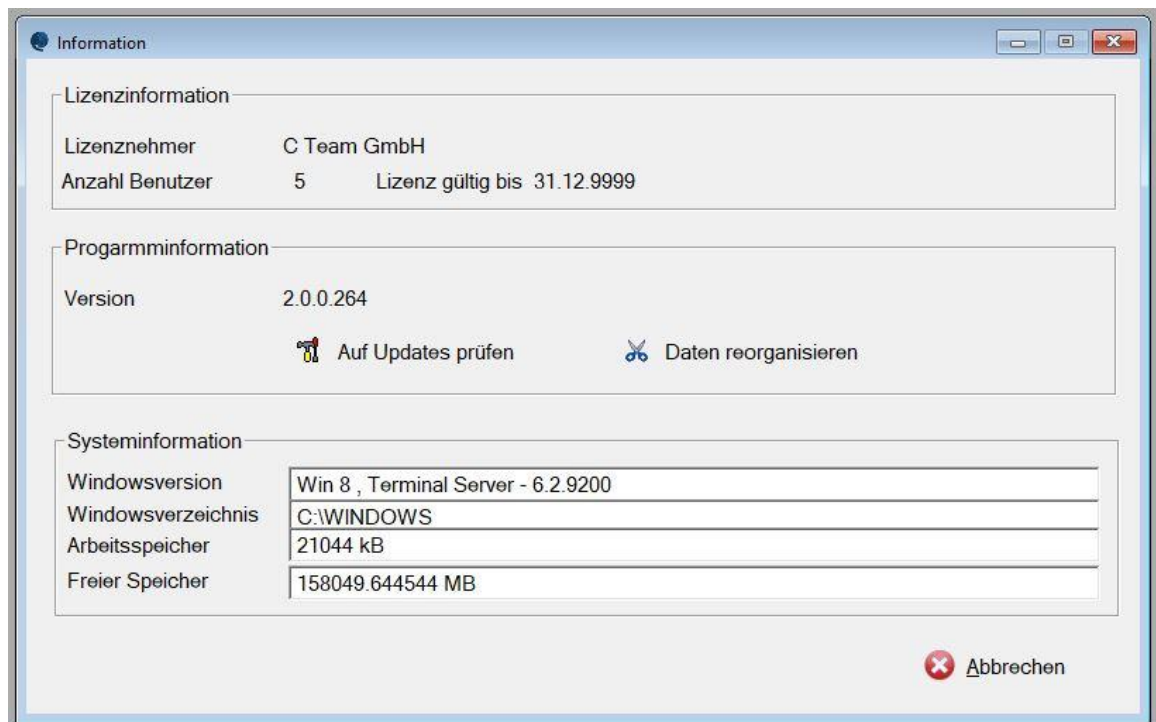 Information
Lizenzinformation
Lizenznehmer C Team GmbH
Anzahl Benutzer 5 Lizenz gültig bis 31.12.9999
Progarmminformation
Version 2.0.0.264
Auf Updates prüfen Daten reorganisieren
Systeminformation
Windowsversion Win 8 , Terminal Server - 6.2.9200
Windowsverzeichnis C:\WINDOWS
Arbeitsspeicher 21044 kB
Freier Speicher 158049.644544 MB
Abbrechen